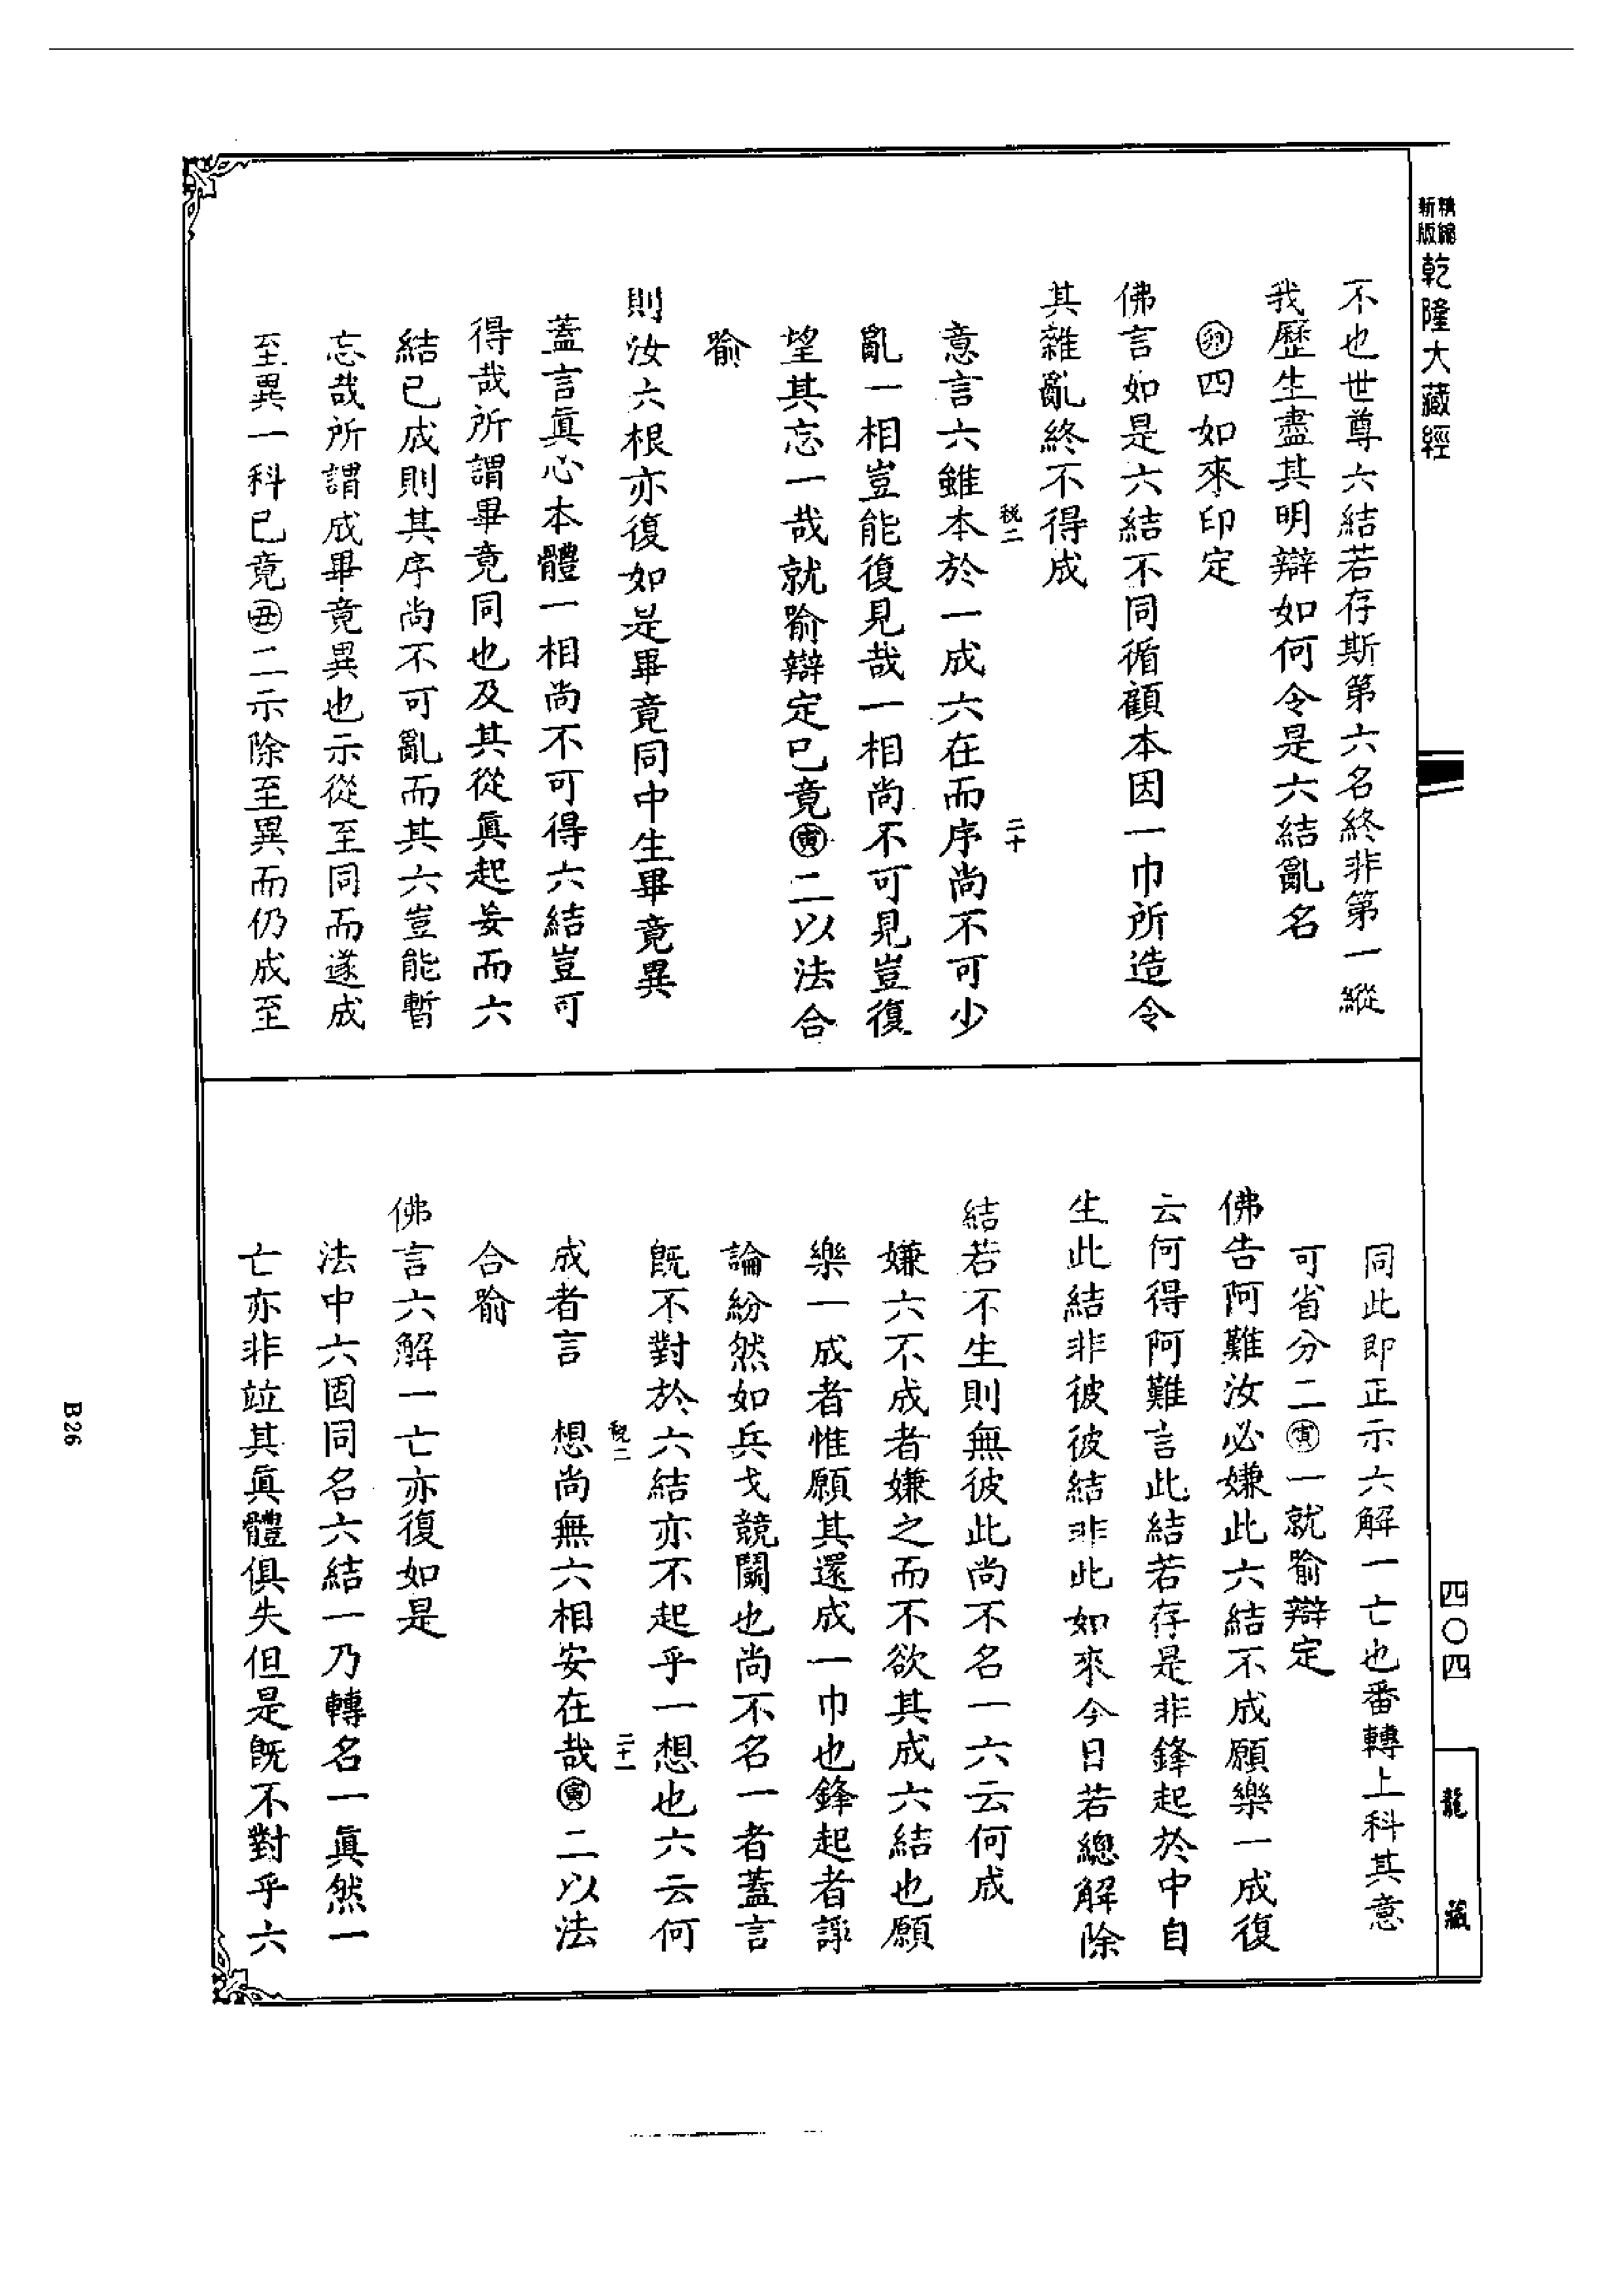 精縮新版乾隆大藏經
不也世尊六結若存斯第六名終非第一縱
我歷生盡其明辯如何令是六結亂名
㊞四如來印定
佛言如是六結不同循顧本因一巾所造令
其雜亂終不得成
税二
二十
意言六雖本於一成六在而序尚不可少
亂一相豈能復見哉一相尚不可見豈復
望其忘一哉就喻辯定已竟寅二以法合
喻
則汝六根亦復如是畢竟同中生畢竟異
蓋言眞心本體一相尚不可得六結豈可
得哉所謂畢竟同也及其從眞起妄而六
結已成則其序尚不可亂而其六豈能暫
忘哉所謂成畢竟異也示從至同而遂成
至異一科已竟丑二示除至異而仍成至
同此即正示六解一亡也番轉上科其意
可省分二寅一就喻辯定
佛告阿難汝必嫌此六結不成願樂一成復
云何得阿難言此結若存是非鋒起於中自
生此結非彼彼結非此如來今日若總解除
結若不生則無彼此尚不名一六云何成
嫌六不成者嫌之而不欲其成六結也願
樂一成者惟願其還成一巾也鋒起者諍
論紛然如兵戈競鬪也尚不名一者蓋言
旣不對於六結亦不起乎一想也六云何
税二
二十一
成者言 想尚無六相安在哉寅二以法
合喻
佛言六解一亡亦復如是
法中六固同名六結一乃轉名一眞然一
亡亦非竝其眞體俱失但是旣不對乎六
四〇四
龍藏
B26